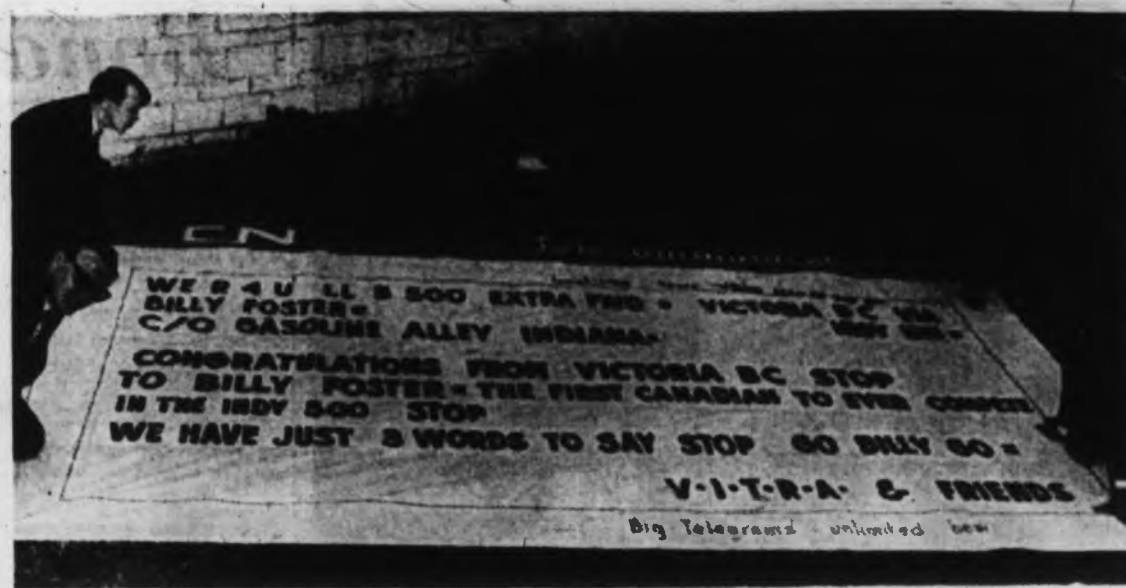 CN
WE R 4 U LL B 500 EXTRA VICTORIA BC VIA
BILLY FOSTER=
C/O GASOLINE ALLEY INDIANA=
CONGRATULATIONS FROM VICTORIA BC STOP
TO BILLY FOSTER = THE FIRST CANADIAN TO EVER COMPETE
IN THE INDY 500 STOP
WE HAVE JUST 3 WORDS TO SAY STOP GO BILLY GO =
V·I·T·R·A· & FRIENDS
Big Telegrams unlimited